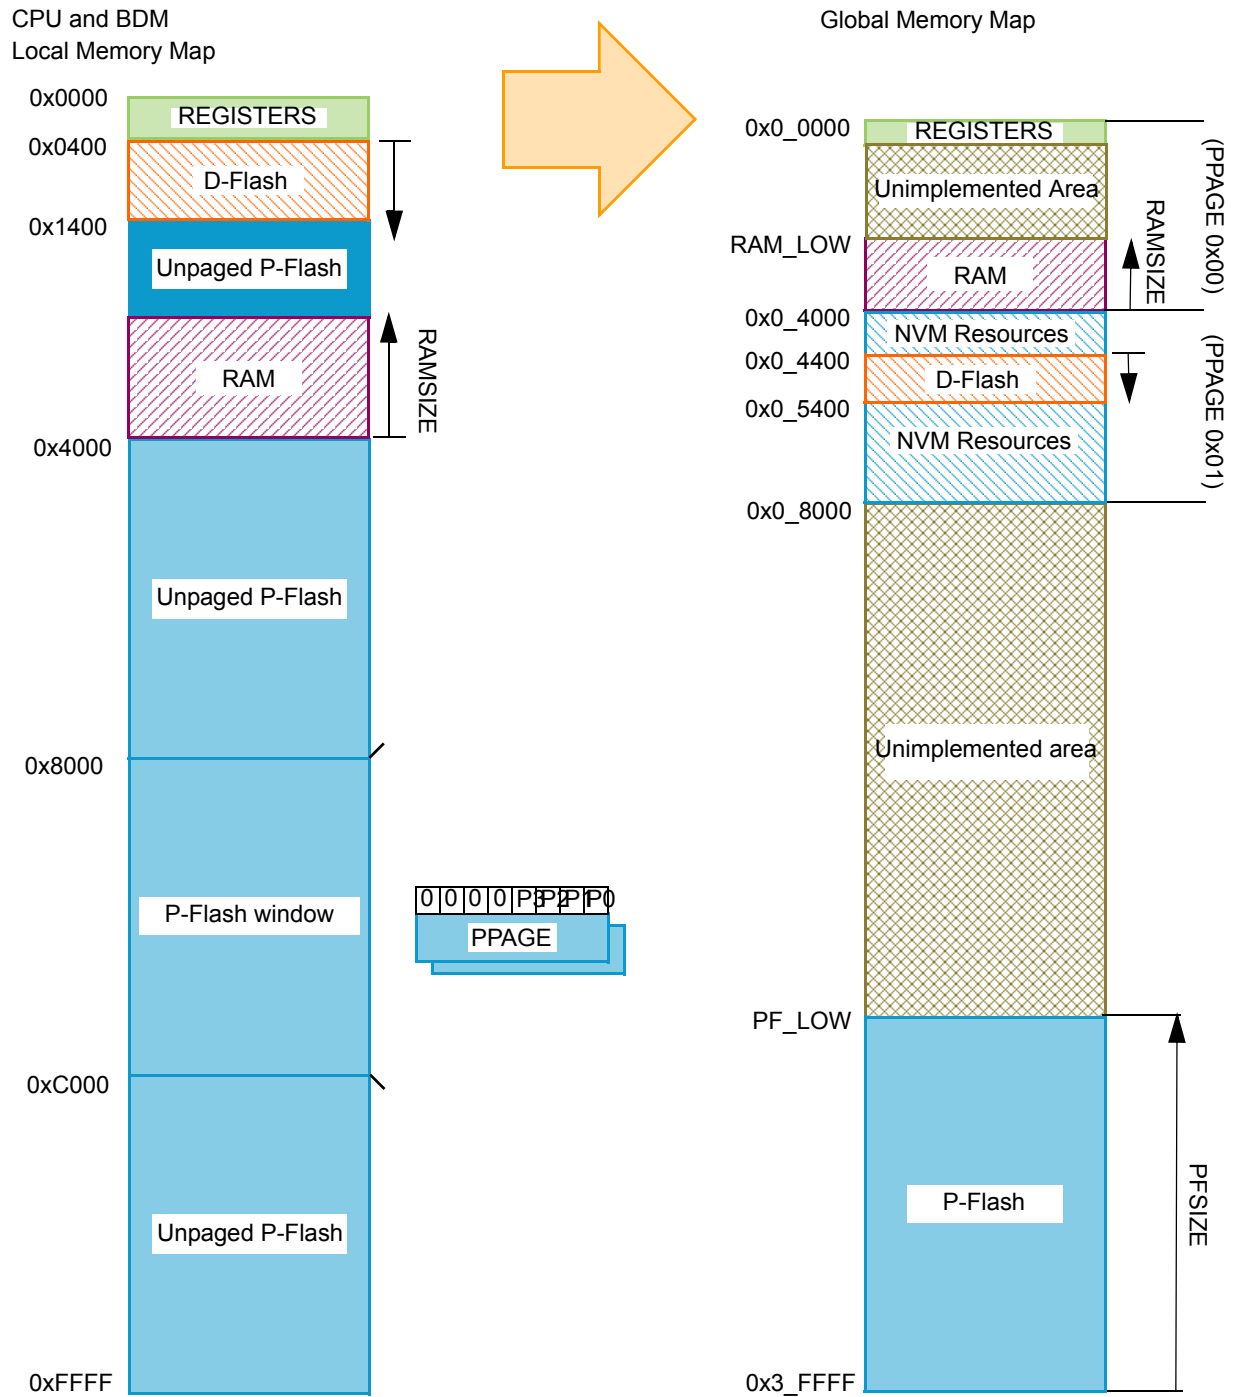 CPU and BDM
Local Memory Map
Global Memory Map
0x0000
REGISTERS
0x0400
D-Flash
0x1400
Unpaged P-Flash
RAM
RAMSIZE
0x4000
Unpaged P-Flash
0x8000
P-Flash window
0 0 0 0 P3 P2 P1 P0
PPAGE
0xC000
Unpaged P-Flash
0xFFFF
0x0_0000
REGISTERS
Unimplemented Area
RAM_LOW
RAM
RAMSIZE
(PPAGE 0x00)
0x0_4000
NVM Resources
0x0_4400
D-Flash
0x0_5400
NVM Resources
(PPAGE 0x01)
0x0_8000
Unimplemented area
PF_LOW
P-Flash
PFSIZE
0x3_FFFF